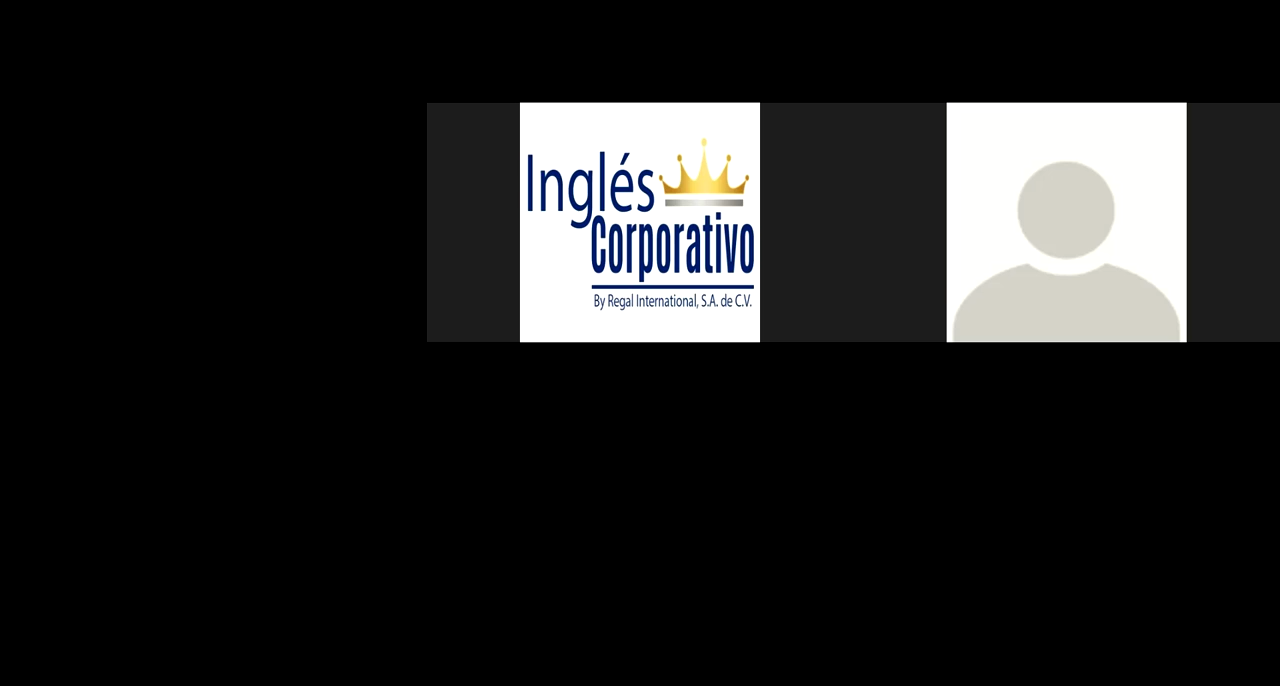 Inglés
Corporativo
By Regal International, S.A. de C.V.